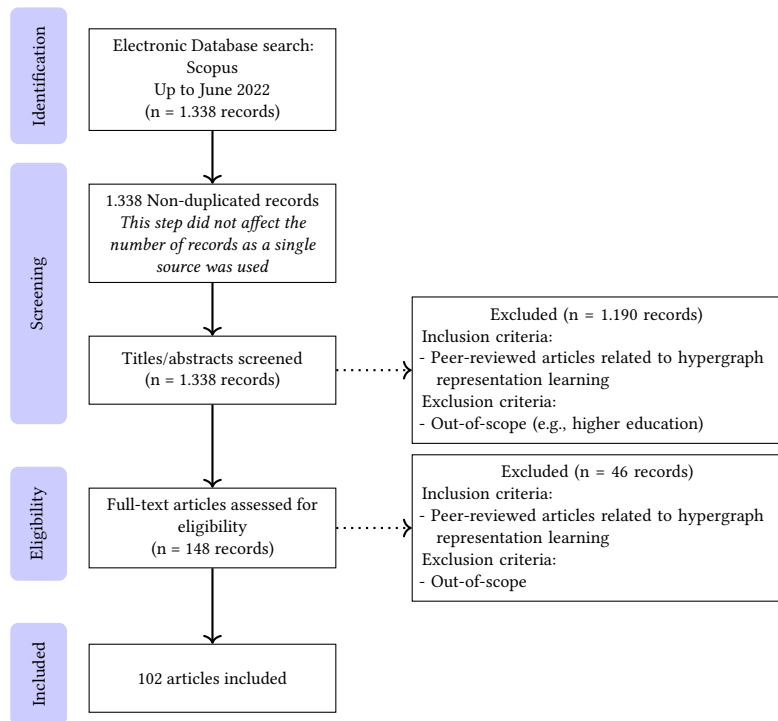 Identification
Electronic Database search:
Scopus
Up to June 2022
(n = 1.338 records)
Screening
1.338 Non-duplicated records
This step did not affect the
number of records as a single
source was used
Titles/abstracts screened
(n = 1.338 records)
Excluded (n = 1.190 records)
Inclusion criteria:
- Peer-reviewed articles related to hypergraph
representation learning
Exclusion criteria:
- Out-of-scope (e.g., higher education)
Eligibility
Full-text articles assessed for
eligibility
(n = 148 records)
Excluded (n = 46 records)
Inclusion criteria:
- Peer-reviewed articles related to hypergraph
representation learning
Exclusion criteria:
- Out-of-scope
Included
102 articles included